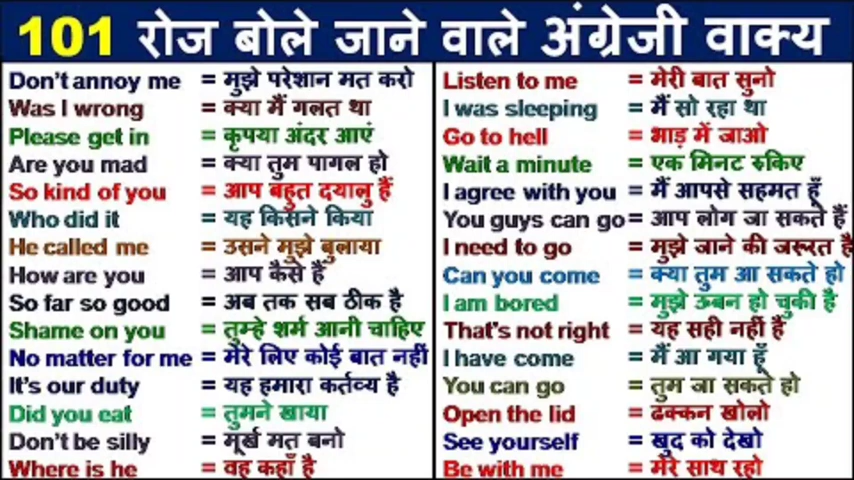 101 रोज बोले जाने वाले अंग्रेजी वाक्य
Don't annoy me = मुझे परेशान मत करो
Was I wrong = क्या मैं गलत था
Please get in = कृपया अंदर आएं
Are you mad = क्या तुम पागल हो
So kind of you = आप बहुत दयालु हैं
Who did it = यह किसने किया
He called me = उसने मुझे बुलाया
How are you = आप कैसे हैं
So far so good = अब तक सब ठीक है
Shame on you = तुम्हे शर्म आनी चाहिए
No matter for me = मेरे लिए कोई बात नहीं
It's our duty = यह हमारा कर्तव्य है
Did you eat = तुमने खाया
Don't be silly = मूर्ख मत बनो
Where is he = वह कहाँ है
Listen to me = मेरी बात सुनो
I was sleeping = मैं सो रहा था
Go to hell = भाड़ में जाओ
Wait a minute = एक मिनट रुकिए
I agree with you = मैं आपसे सहमत हूँ
You guys can go = आप लोग जा सकते हैं
I need to go = मुझे जाने की जरूरत है
Can you come = क्या तुम आ सकते हो
I am bored = मुझे ऊबन हो चुकी है
That's not right = यह सही नहीं है
I have come = मैं आ गया हूँ
You can go = तुम जा सकते हो
Open the lid = ढक्कन खोलो
See yourself = खुद को देखो
Be with me = मेरे साथ रहो